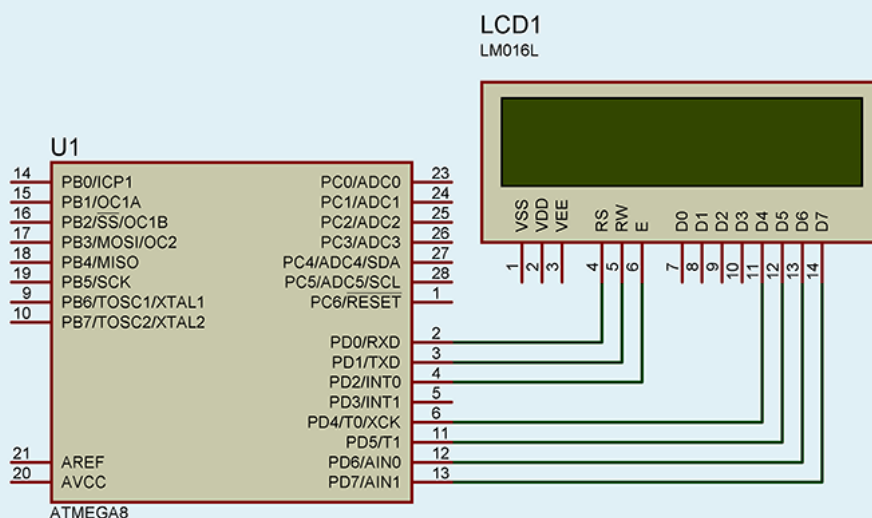 LCD1
LM016L
VSS
VDD
VEE
RS
RW
E
D0
D1
D2
D3
D4
D5
D6
D7
1
2
3
4
5
6
7
8
9
10
11
12
13
14
U1
14 PB0/ICP1 PC0/ADC0 23
15 PB1/OC1A PC1/ADC1 24
16 PB2/SS/OC1B PC2/ADC2 25
17 PB3/MOSI/OC2 PC3/ADC3 26
18 PB4/MISO PC4/ADC4/SDA 27
19 PB5/SCK PC5/ADC5/SCL 28
9 PB6/TOSC1/XTAL1 PC6/RESET 1
10 PB7/TOSC2/XTAL2
PD0/RXD 2
PD1/TXD 3
PD2/INT0 4
PD3/INT1 5
PD4/T0/XCK 6
PD5/T1 11
21 AREF PD6/AIN0 12
20 AVCC PD7/AIN1 13
ATMEGA8